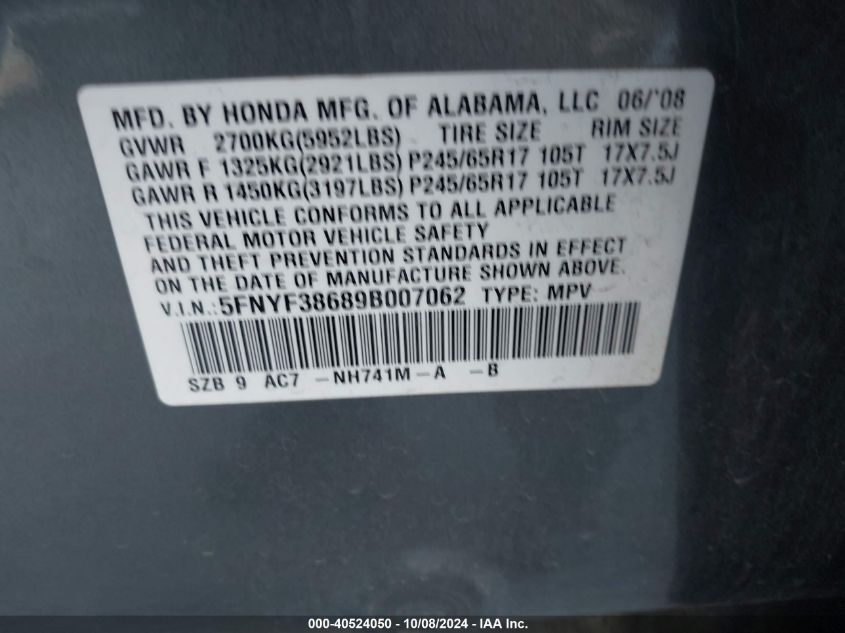 MFD. BY HONDA MFG. OF ALABAMA, LLC 06/'08
GVWR 2700KG(5952LBS) TIRE SIZE RIM SIZE
GAWR F 1325KG(2921LBS) P245/65R17 105T 17X7.5J
GAWR R 1450KG(3197LBS) P245/65R17 105T 17X7.5J
THIS VEHICLE CONFORMS TO ALL APPLICABLE
FEDERAL MOTOR VEHICLE SAFETY
AND THEFT PREVENTION STANDARDS IN EFFECT
ON THE DATE OF MANUFACTURE SHOWN ABOVE.
V.I.N.:5FNYF38689B007062 TYPE: MPV
SZB 9 AC7 -NH741M-A -B
000-40524050 - 10/08/2024 - IAA Inc.